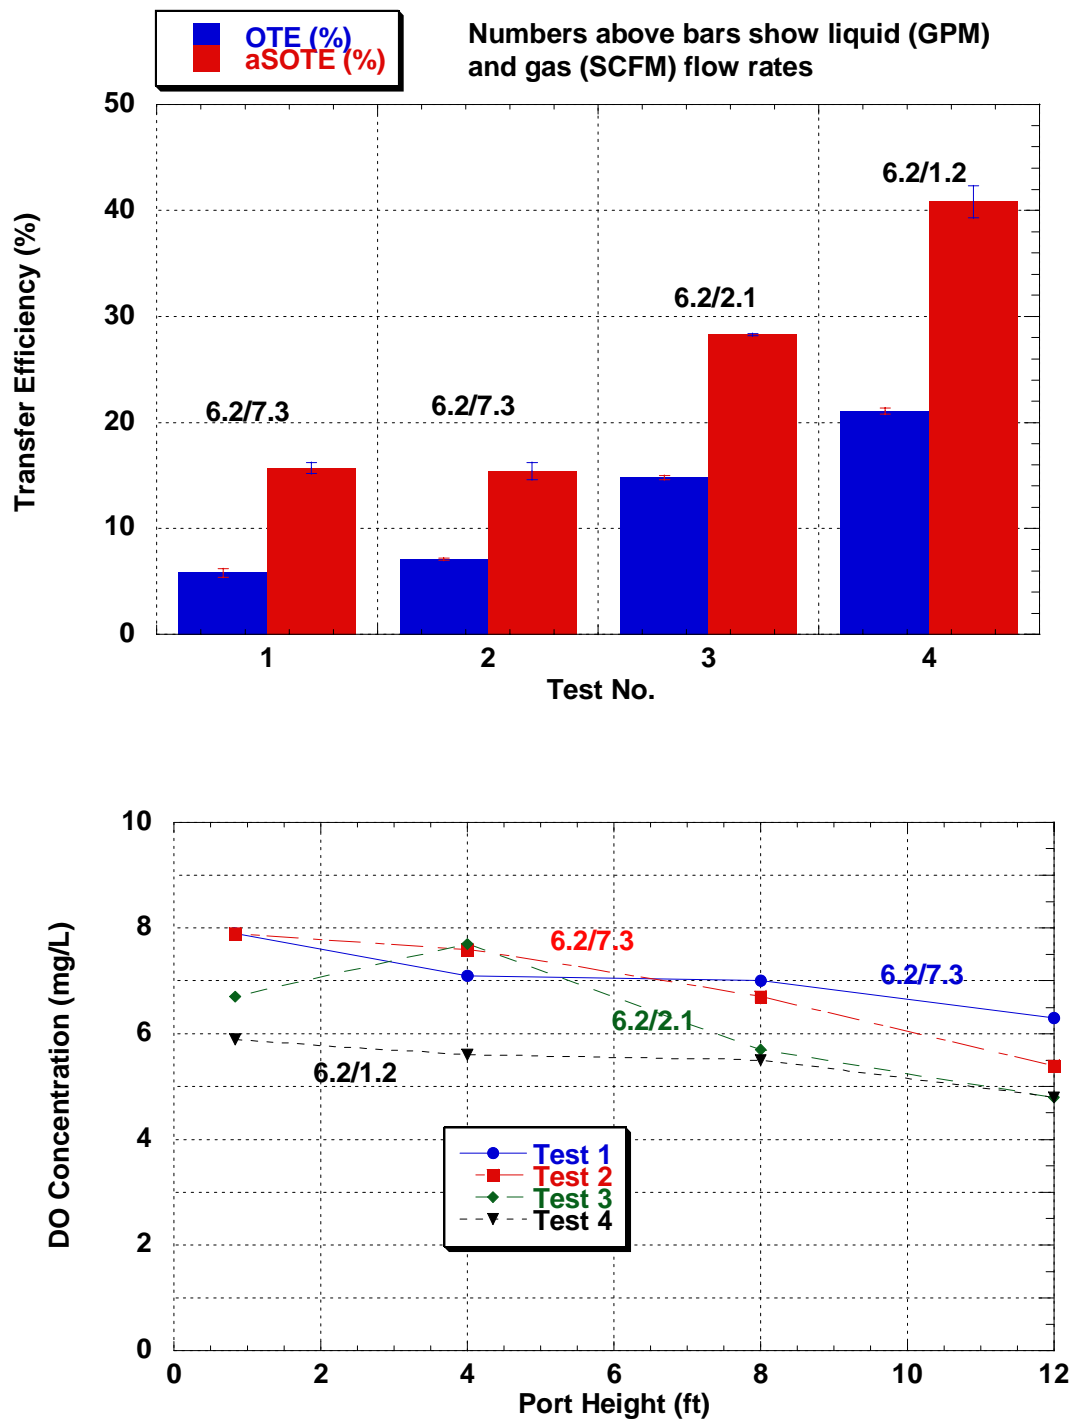 OTE (%)
aSOTE (%)
Numbers above bars show liquid (GPM)
and gas (SCFM) flow rates
Transfer Efficiency (%)
50
40
30
20
10
0
6.2/7.3
6.2/7.3
6.2/2.1
6.2/1.2
1
2
3
4
Test No.
DO Concentration (mg/L)
10
8
6
4
2
0
6.2/7.3
6.2/7.3
6.2/2.1
6.2/1.2
Test 1
Test 2
Test 3
Test 4
0
2
4
6
8
10
12
Port Height (ft)